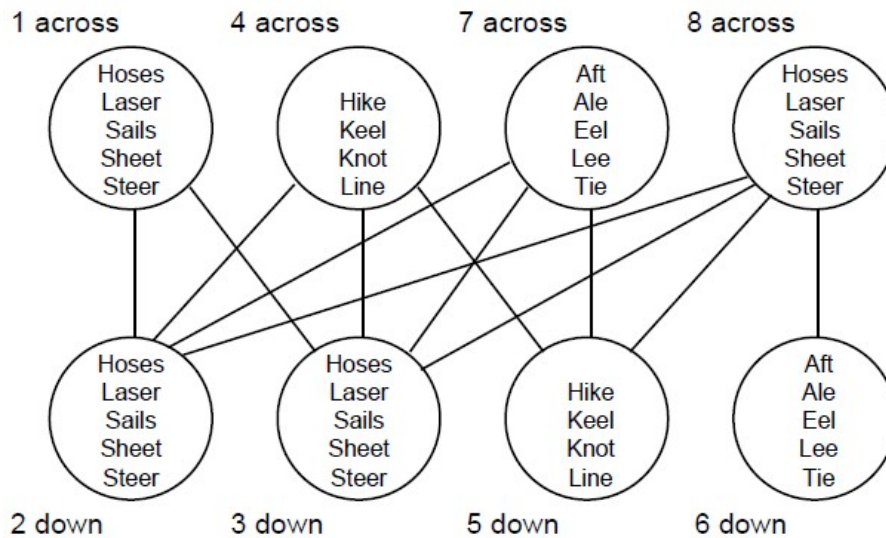 1 across
4 across
7 across
8 across
Hoses
Laser
Sails
Sheet
Steer
Hike
Keel
Knot
Line
Aft
Ale
Eel
Lee
Tie
Hoses
Laser
Sails
Sheet
Steer
Hoses
Laser
Sails
Sheet
Steer
Hoses
Laser
Sails
Sheet
Steer
Hike
Keel
Knot
Line
Aft
Ale
Eel
Lee
Tie
2 down
3 down
5 down
6 down